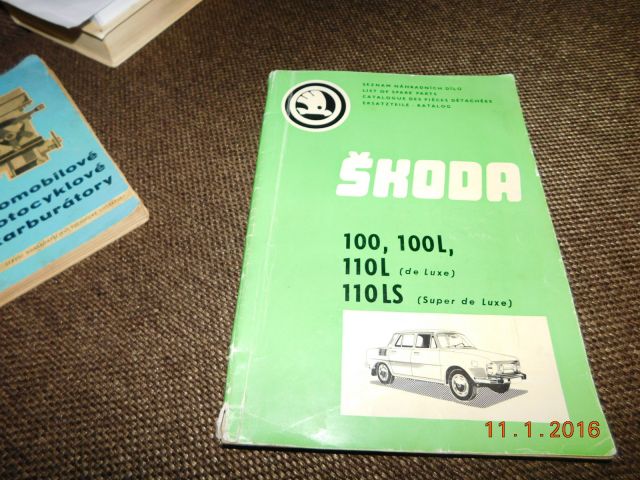 SEZNAM NÁHRADNÍCH DÍLŮ
LIST OF SPARE PARTS
CATALOGUE DES PIÈCES DÉTACHÉES
ERSATZTEILE - KATALOG
ŠKODA
100, 100L,
110L (de Luxe)
110LS (Super de Luxe)
omobilové
otocyklové
karburátory
11.1.2016